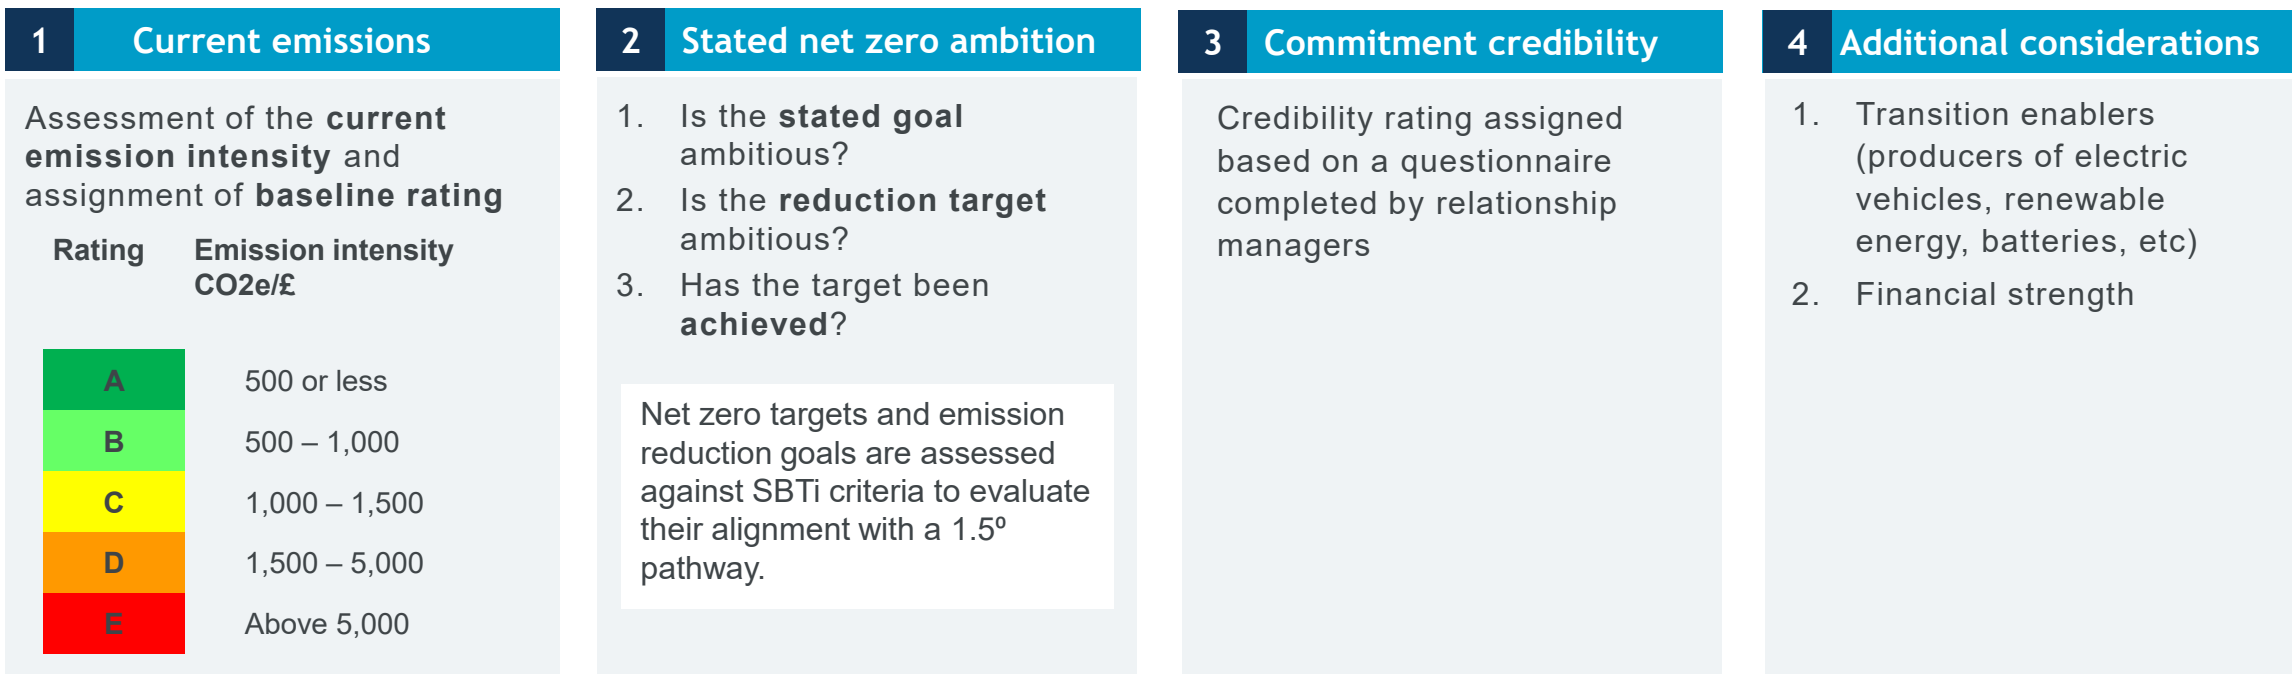 1 Current emissions
Assessment of the current
emission intensity and
assignment of baseline rating
Rating Emission intensity
CO2e/£
A 500 or less
B 500 – 1,000
C 1,000 – 1,500
D 1,500 – 5,000
E Above 5,000
2 Stated net zero ambition
1. Is the stated goal
ambitious?
2. Is the reduction target
ambitious?
3. Has the target been
achieved?
Net zero targets and emission
reduction goals are assessed
against SBTi criteria to evaluate
their alignment with a 1.5º
pathway.
3 Commitment credibility
Credibility rating assigned
based on a questionnaire
completed by relationship
managers
4 Additional considerations
1. Transition enablers
(producers of electric
vehicles, renewable
energy, batteries, etc)
2. Financial strength